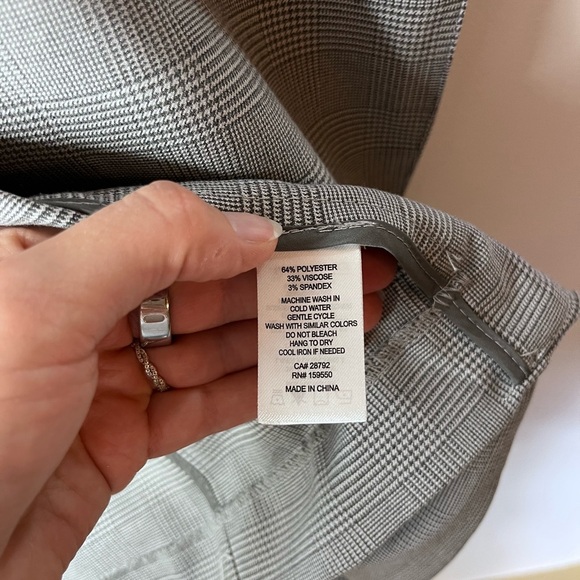 64% POLYESTER
33% VISCOSE
3% SPANDEX
MACHINE WASH IN
COLD WATER
GENTLE CYCLE
WASH WITH SIMILAR COLORS
DO NOT BLEACH
HANG TO DRY
COOL IRON IF NEEDED
CA# 28792
RN# 159550
MADE IN CHINA